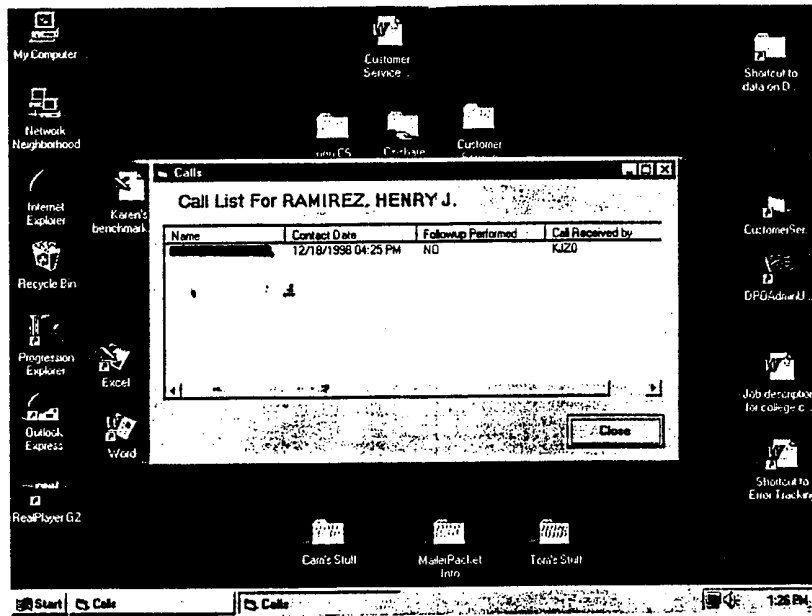 My Computer
Customer
Service ..
Shortcut to
data on D ..
Network
Neighborhood
Customer
Calls
Call List For RAMIREZ, HENRY J.
Name Contact Date Followup Performed Call Received by
12/18/1998 04:25 PM NO KJZ0
Internet
Explorer
Karen's
benchmark.
CustomerSer..
Recycle Bin
DPOAdminU..
Progression
Explorer
Excel
Job description
for college c..
Outlook
Express
Word
Close
Shortcut to
Error Tracking
real
RealPlayer G2
Cam's Stuff
MailerPacket
Info
Tom's Stuff
Start Calls Calls 1:26 PM